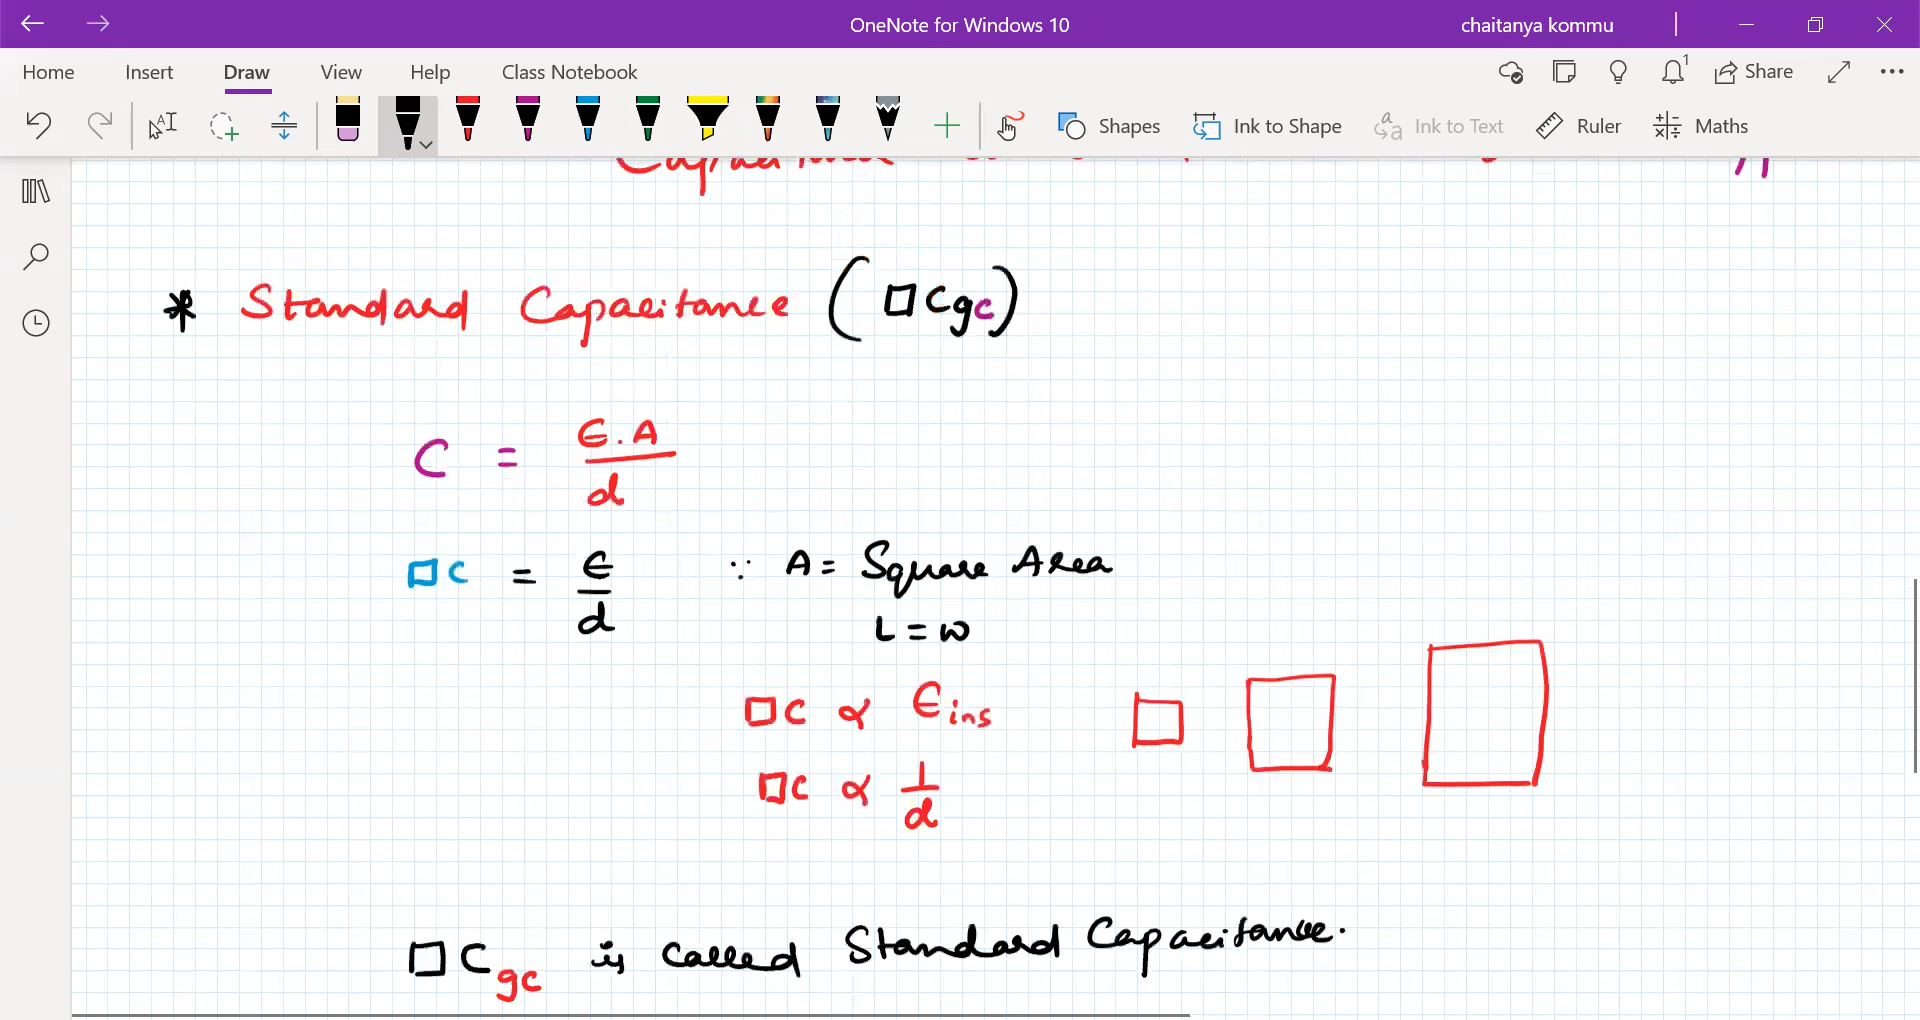 OneNote for Windows 10
chaitanya kommu
Home Insert Draw View Help Class Notebook
1 Share
Shapes Ink to Shape Ink to Text Ruler Maths
* Standard Capacitance (□Cgc)
C = ϵ.A / d
□C = ϵ / d ∵ A = Square Area
L = W
□C ∝ ϵins
□C ∝ 1/d
□Cgc is called Standard Capacitance.